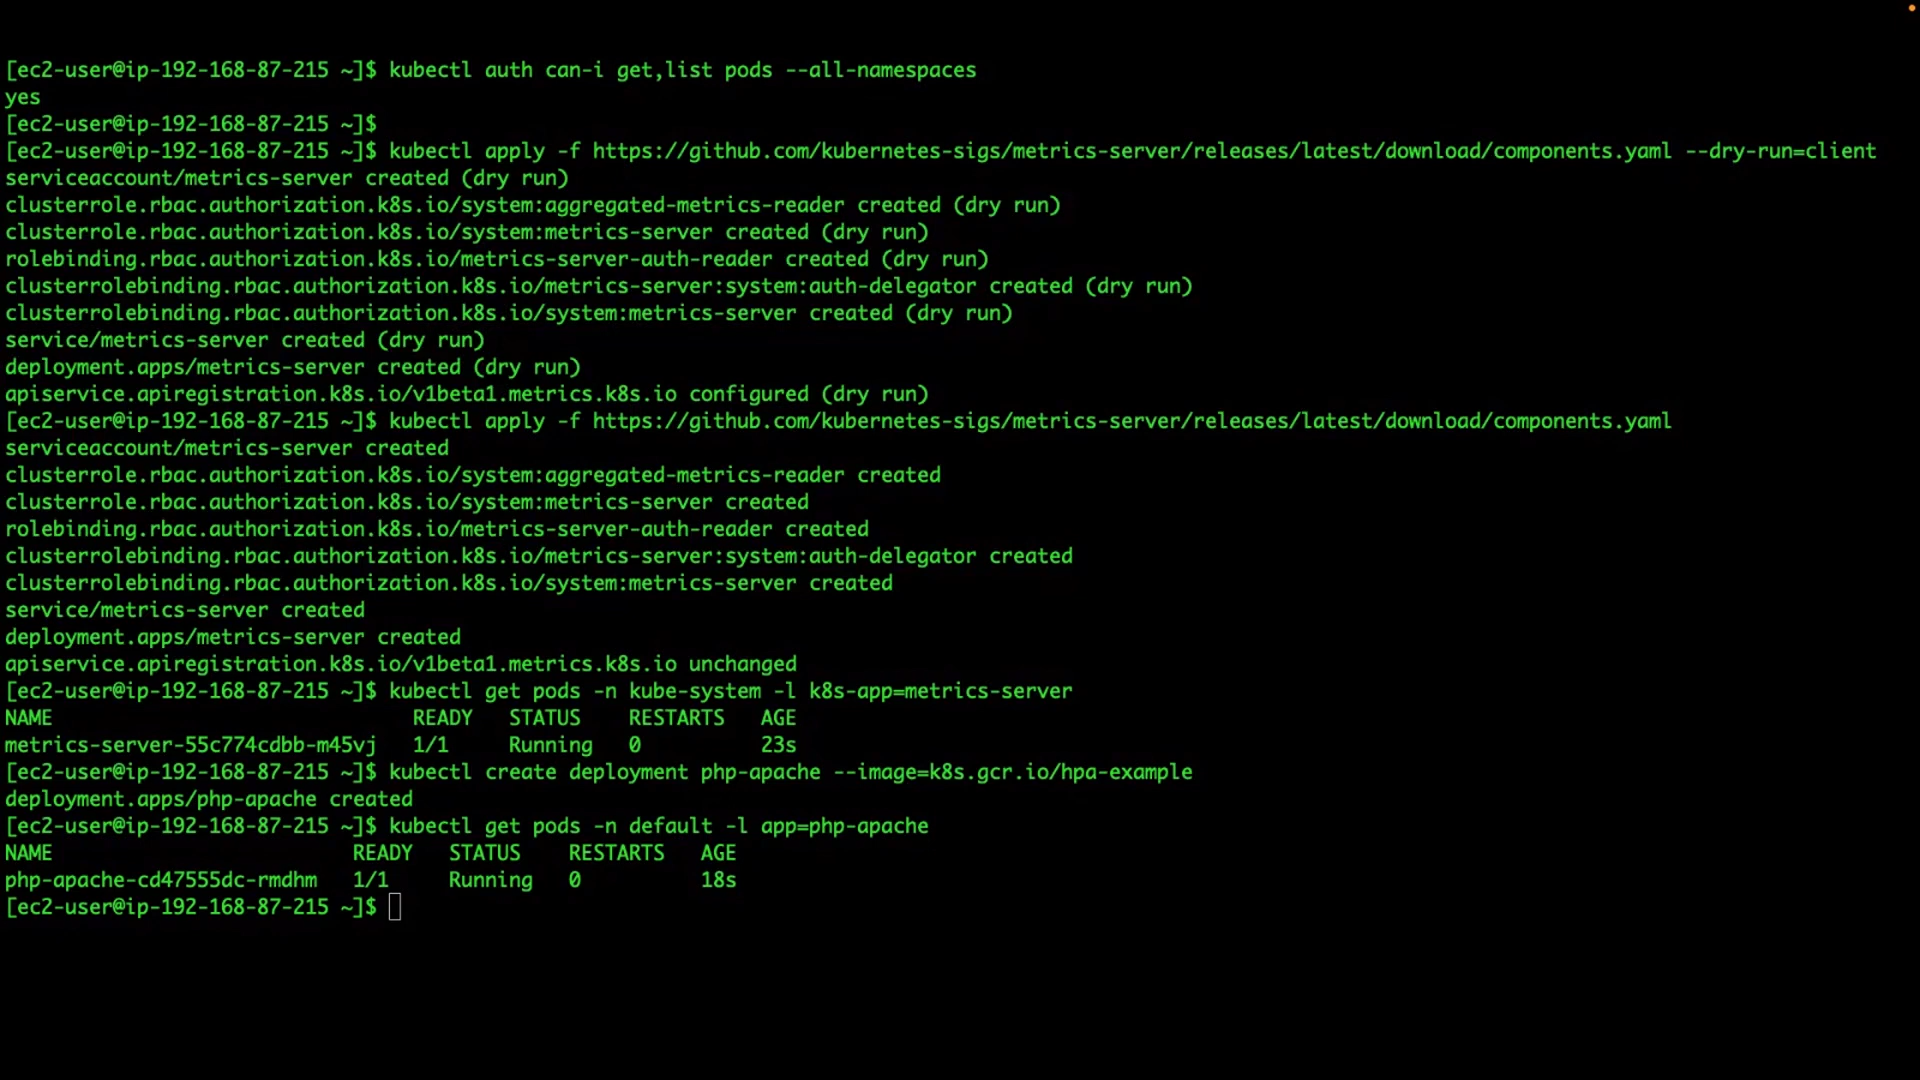 [ec2-user@ip-192-168-87-215 ~]$ kubectl auth can-i get,list pods --all-namespaces
yes
[ec2-user@ip-192-168-87-215 ~]$
[ec2-user@ip-192-168-87-215 ~]$ kubectl apply -f https://github.com/kubernetes-sigs/metrics-server/releases/latest/download/components.yaml --dry-run=client
serviceaccount/metrics-server created (dry run)
clusterrole.rbac.authorization.k8s.io/system:aggregated-metrics-reader created (dry run)
clusterrole.rbac.authorization.k8s.io/system:metrics-server created (dry run)
rolebinding.rbac.authorization.k8s.io/metrics-server-auth-reader created (dry run)
clusterrolebinding.rbac.authorization.k8s.io/metrics-server:system:auth-delegator created (dry run)
clusterrolebinding.rbac.authorization.k8s.io/system:metrics-server created (dry run)
service/metrics-server created (dry run)
deployment.apps/metrics-server created (dry run)
apiservice.apiregistration.k8s.io/v1beta1.metrics.k8s.io configured (dry run)
[ec2-user@ip-192-168-87-215 ~]$ kubectl apply -f https://github.com/kubernetes-sigs/metrics-server/releases/latest/download/components.yaml
serviceaccount/metrics-server created
clusterrole.rbac.authorization.k8s.io/system:aggregated-metrics-reader created
clusterrole.rbac.authorization.k8s.io/system:metrics-server created
rolebinding.rbac.authorization.k8s.io/metrics-server-auth-reader created
clusterrolebinding.rbac.authorization.k8s.io/metrics-server:system:auth-delegator created
clusterrolebinding.rbac.authorization.k8s.io/system:metrics-server created
service/metrics-server created
deployment.apps/metrics-server created
apiservice.apiregistration.k8s.io/v1beta1.metrics.k8s.io unchanged
[ec2-user@ip-192-168-87-215 ~]$ kubectl get pods -n kube-system -l k8s-app=metrics-server
NAME                              READY   STATUS    RESTARTS   AGE
metrics-server-55c774cdbb-m45vj   1/1     Running   0          23s
[ec2-user@ip-192-168-87-215 ~]$ kubectl create deployment php-apache --image=k8s.gcr.io/hpa-example
deployment.apps/php-apache created
[ec2-user@ip-192-168-87-215 ~]$ kubectl get pods -n default -l app=php-apache
NAME                         READY   STATUS    RESTARTS   AGE
php-apache-cd47555dc-rmdhm   1/1     Running   0          18s
[ec2-user@ip-192-168-87-215 ~]$